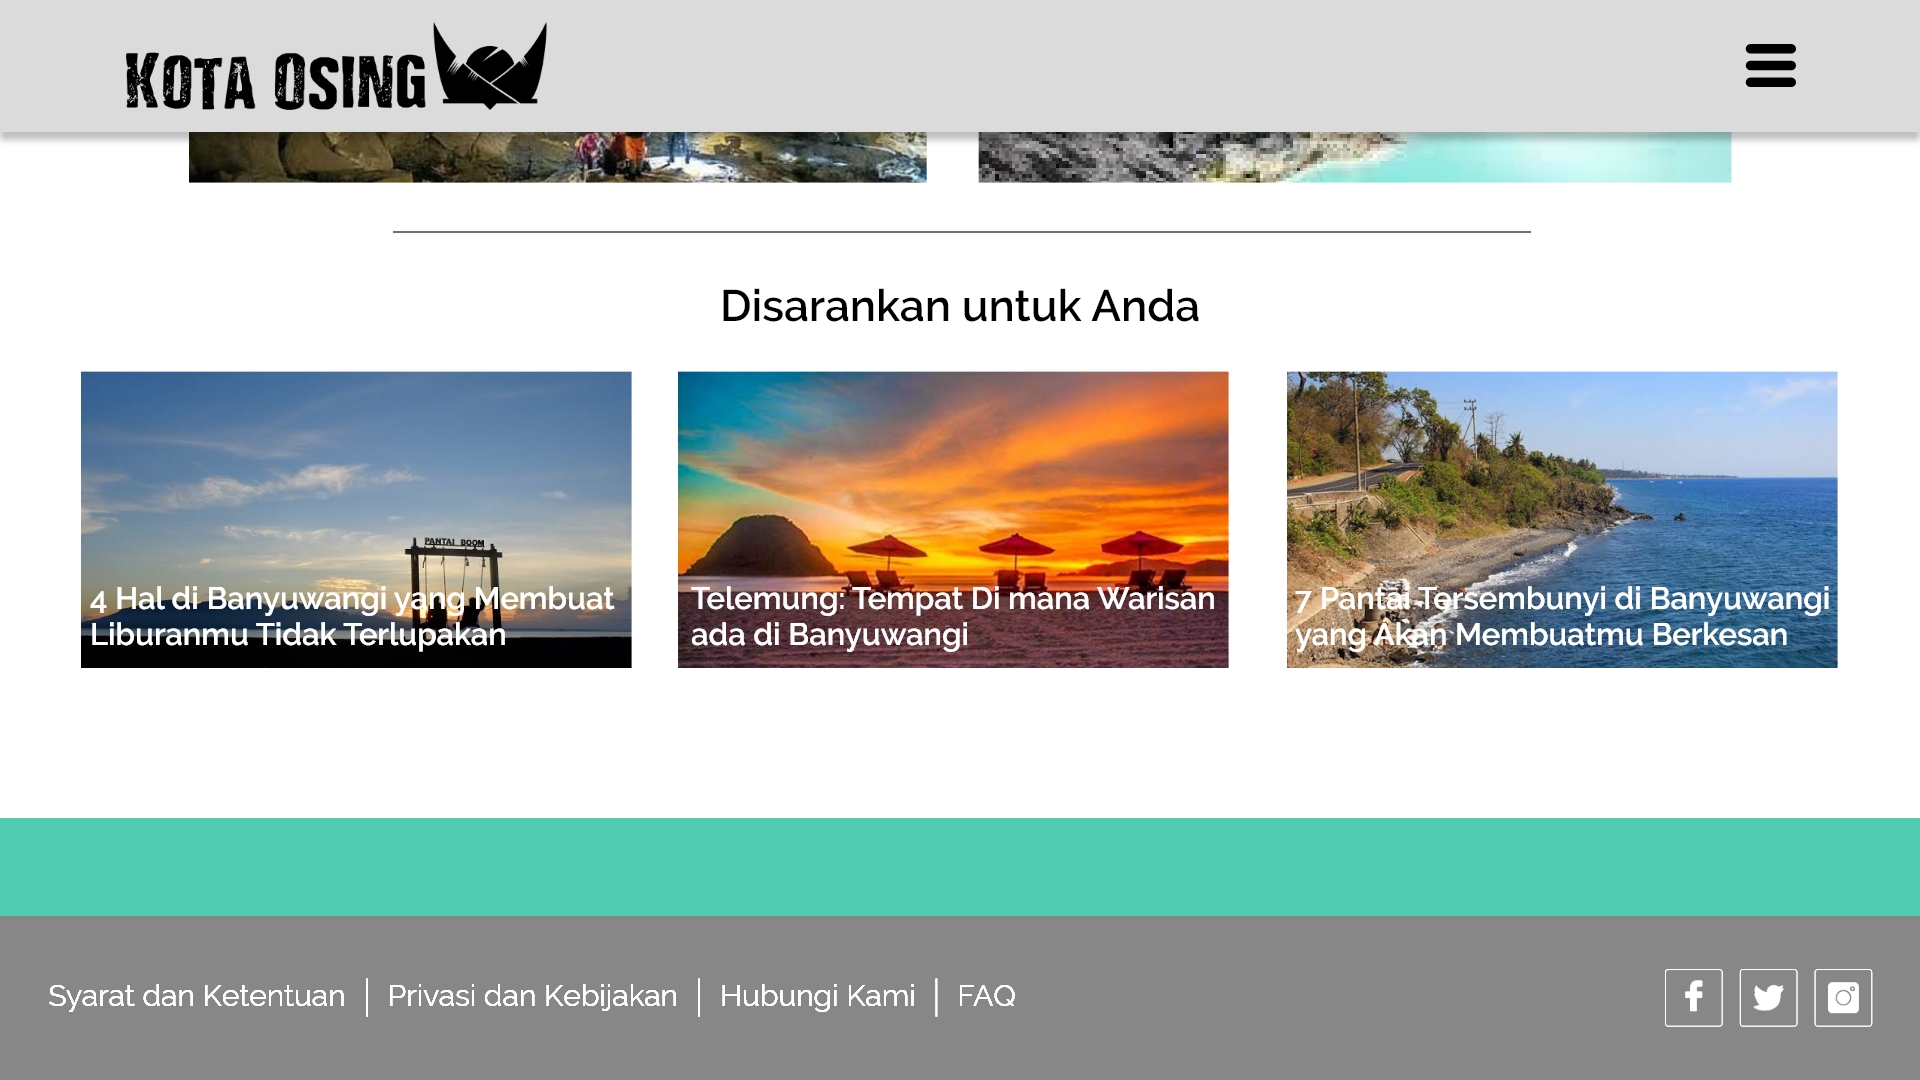 KOTA OSING
Disarankan untuk Anda
PANTAI BOOM
4 Hal di Banyuwangi yang Membuat
Liburanmu Tidak Terlupakan
Telemung: Tempat Di mana Warisan
ada di Banyuwangi
7 Pantai Tersembunyi di Banyuwangi
yang Akan Membuatmu Berkesan
Syarat dan Ketentuan | Privasi dan Kebijakan | Hubungi Kami | FAQ